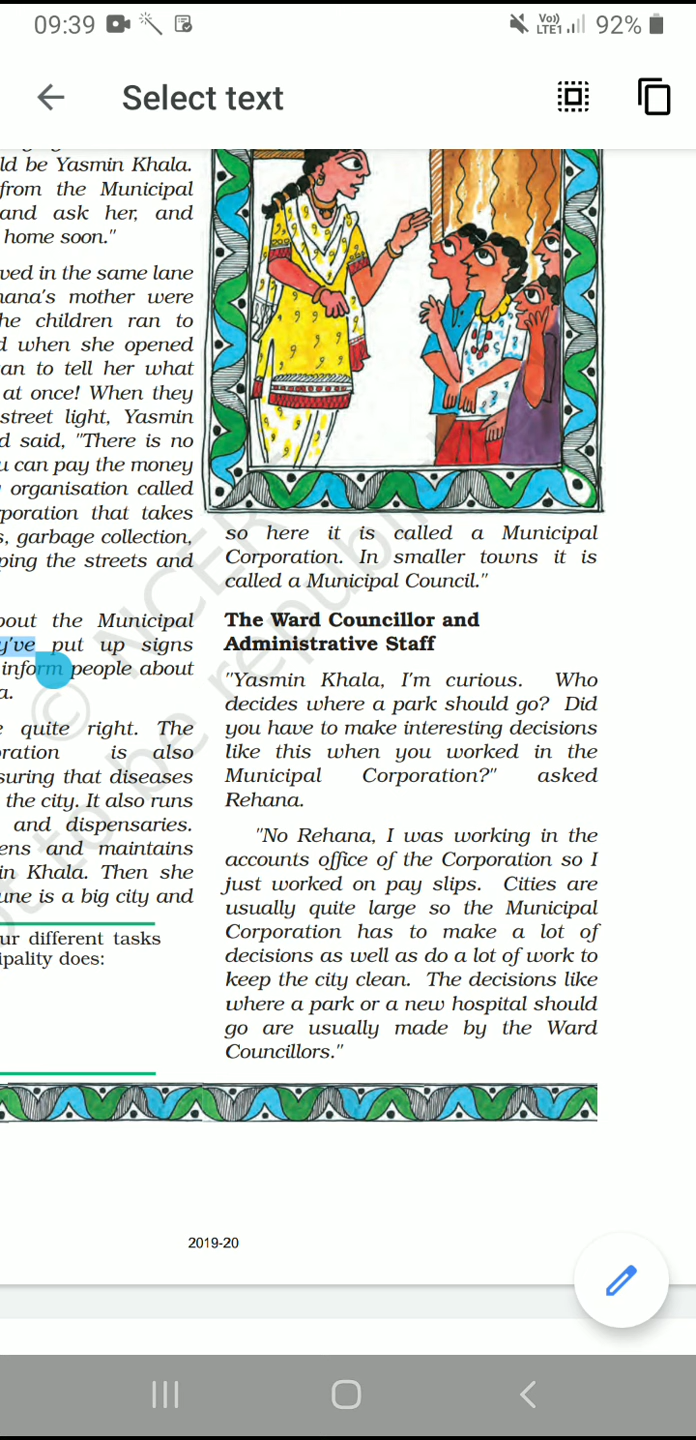 09:39
Vo))
LTE1
92%
Select text
ld be Yasmin Khala.
from the Municipal
and ask her, and
home soon."
ved in the same lane
hana's mother were
he children ran to
d when she opened
an to tell her what
at once! When they
street light, Yasmin
d said, "There is no
u can pay the money
organisation called
rporation that takes
s, garbage collection,
ping the streets and
bout the Municipal
y've put up signs
inform people about
a.
e quite right. The
oration is also
suring that diseases
the city. It also runs
and dispensaries.
ens and maintains
in Khala. Then she
une is a big city and
ur different tasks
ipality does:
so here it is called a Municipal
Corporation. In smaller towns it is
called a Municipal Council."
The Ward Councillor and
Administrative Staff
"Yasmin Khala, I'm curious. Who
decides where a park should go? Did
you have to make interesting decisions
like this when you worked in the
Municipal Corporation?" asked
Rehana.
"No Rehana, I was working in the
accounts office of the Corporation so I
just worked on pay slips. Cities are
usually quite large so the Municipal
Corporation has to make a lot of
decisions as well as do a lot of work to
keep the city clean. The decisions like
where a park or a new hospital should
go are usually made by the Ward
Councillors."
© NCER
ot to be republi
2019-20